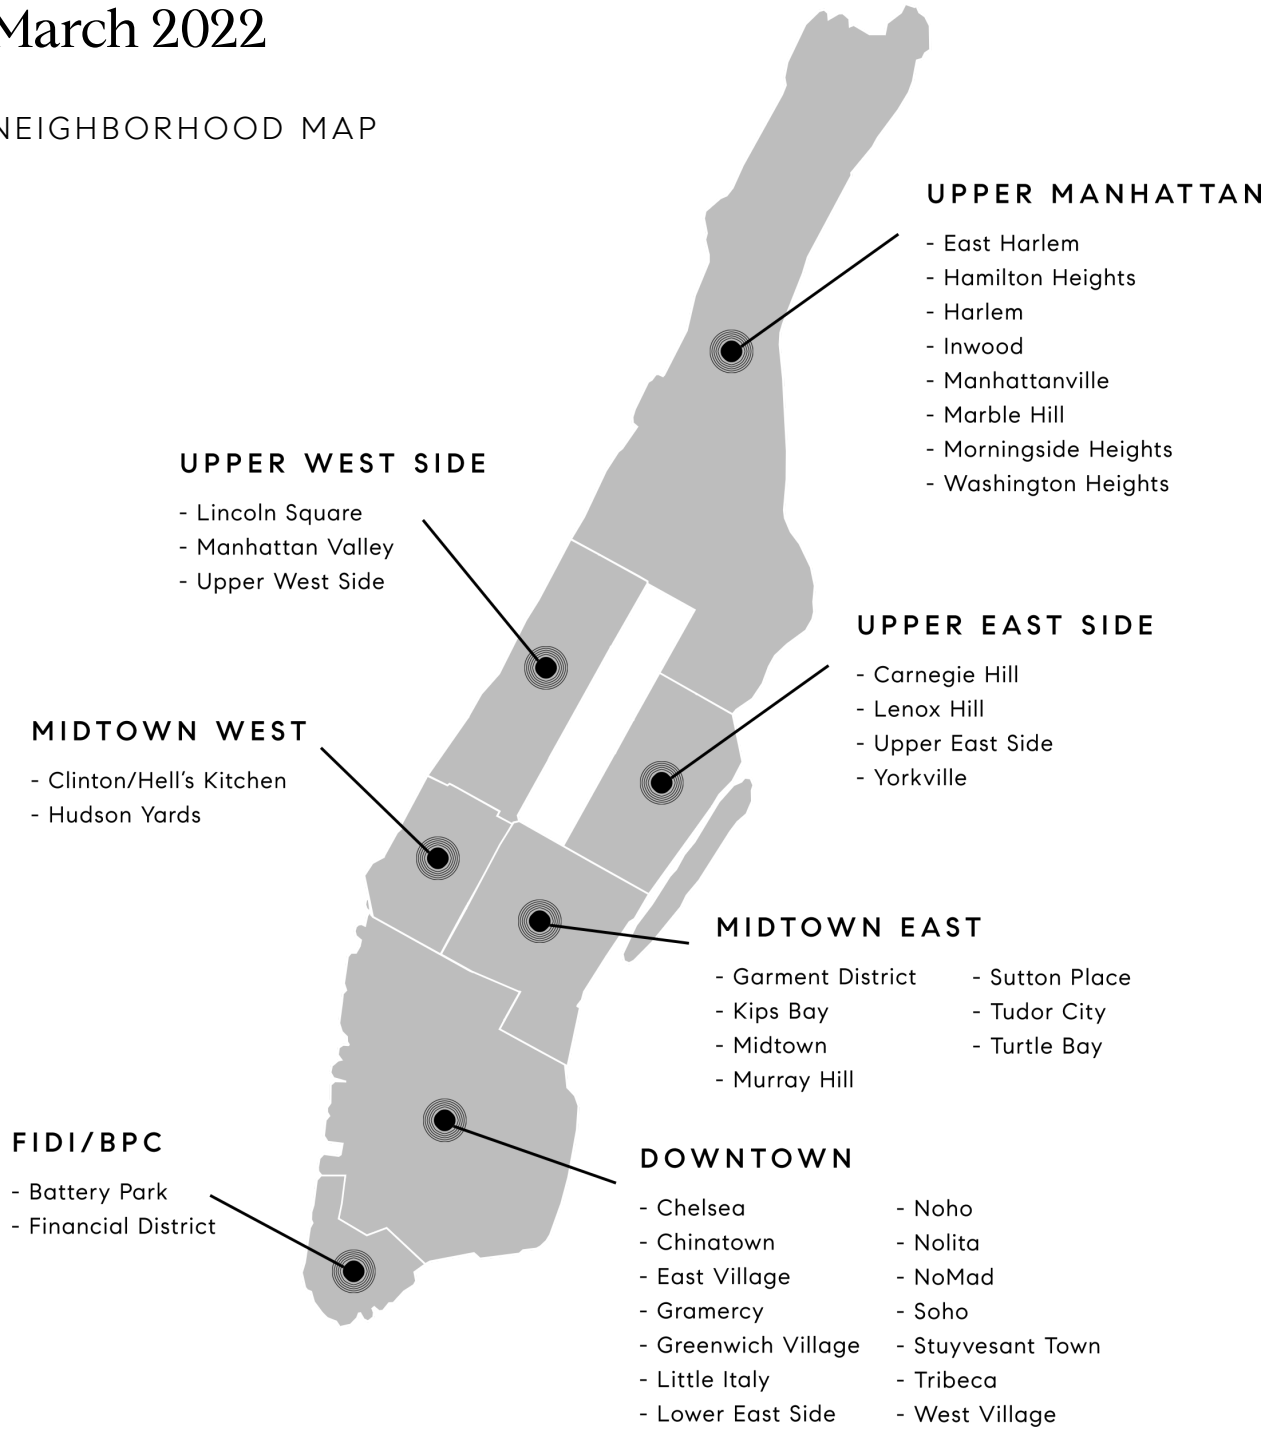 March 2022
NEIGHBORHOOD MAP
UPPER MANHATTAN
- East Harlem
- Hamilton Heights
- Harlem
- Inwood
- Manhattanville
- Marble Hill
- Morningside Heights
- Washington Heights
UPPER WEST SIDE
- Lincoln Square
- Manhattan Valley
- Upper West Side
UPPER EAST SIDE
- Carnegie Hill
- Lenox Hill
- Upper East Side
- Yorkville
MIDTOWN WEST
- Clinton/Hell’s Kitchen
- Hudson Yards
MIDTOWN EAST
- Garment District
- Kips Bay
- Midtown
- Murray Hill
- Sutton Place
- Tudor City
- Turtle Bay
FIDI/BPC
- Battery Park
- Financial District
DOWNTOWN
- Chelsea
- Chinatown
- East Village
- Gramercy
- Greenwich Village
- Little Italy
- Lower East Side
- Noho
- Nolita
- NoMad
- Soho
- Stuyvesant Town
- Tribeca
- West Village